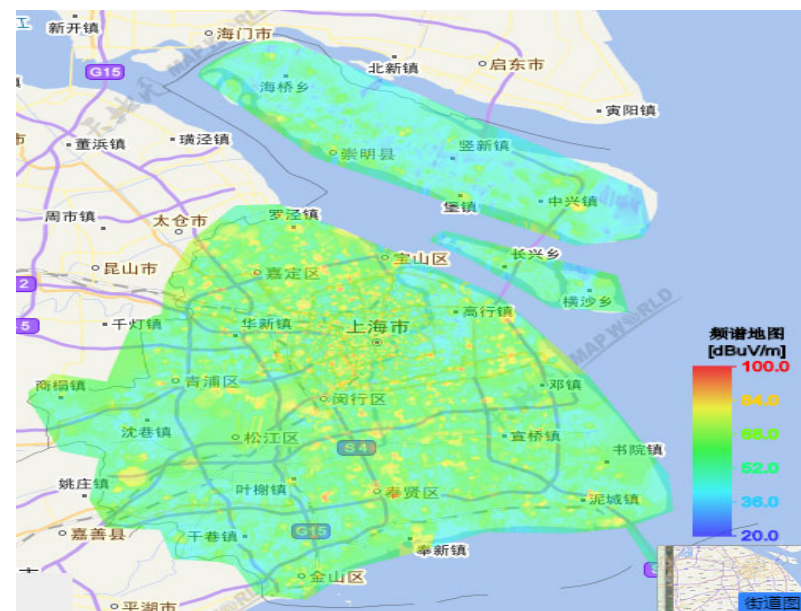 新开镇
海门市
G15
北新镇
启东市
海桥乡
寅阳镇
董浜镇
璜泾镇
崇明县
竖新镇
周市镇
太仓市
罗泾镇
堡镇
中兴镇
昆山市
嘉定区
宝山区
长兴乡
横沙乡
2
5
千灯镇
华新镇
上海市
高行镇
MAP WORLD
频谱地图
[dBuV/m]
100.0
84.0
68.0
52.0
36.0
20.0
商榻镇
青浦区
闵行区
邓镇
沈巷镇
松江区
S4
宣桥镇
书院镇
姚庄镇
叶榭镇
奉贤区
泥城镇
嘉善县
干巷镇
G15
奉新镇
金山区
S
平湖市
街道图